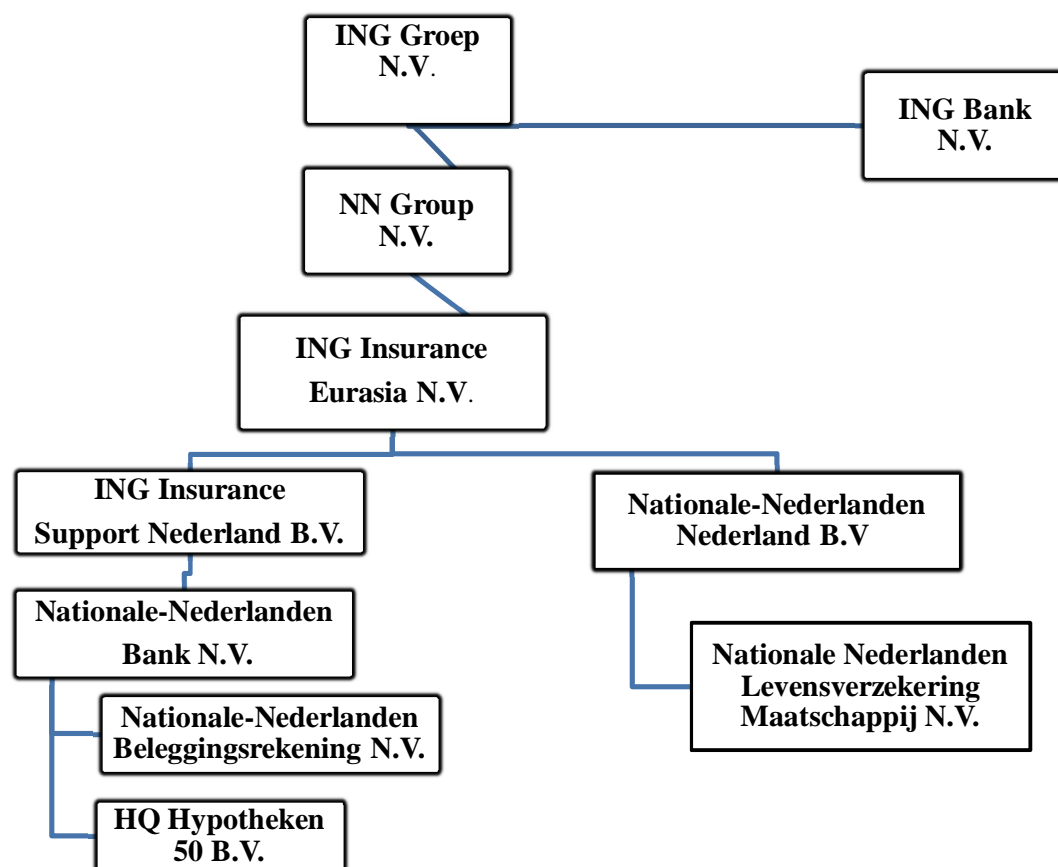 ING Groep
N.V.
ING Bank
N.V.
NN Group
N.V.
ING Insurance
Eurasia N.V.
ING Insurance
Support Nederland B.V.
Nationale-Nederlanden
Nederland B.V
Nationale-Nederlanden
Bank N.V.
Nationale Nederlanden
Levensverzekering
Maatschappij N.V.
Nationale-Nederlanden
Beleggingsrekening N.V.
HQ Hypotheken
50 B.V.